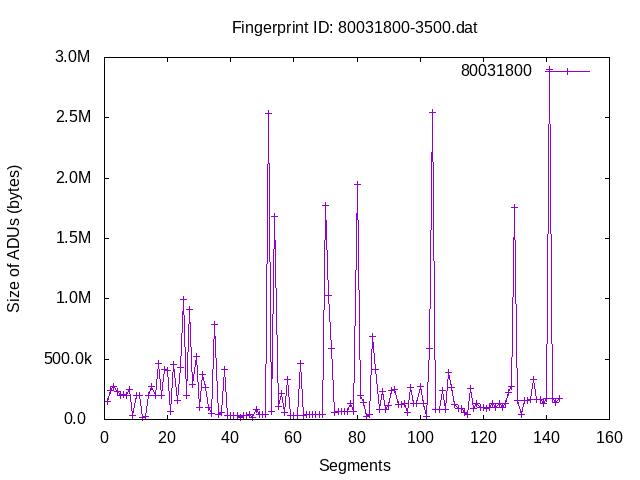 Fingerprint ID: 80031800-3500.dat
3.0M
80031800
2.5M
2.0M
1.5M
1.0M
500.0k
0.0
Size of ADUs (bytes)
0 20 40 60 80 100 120 140 160
Segments